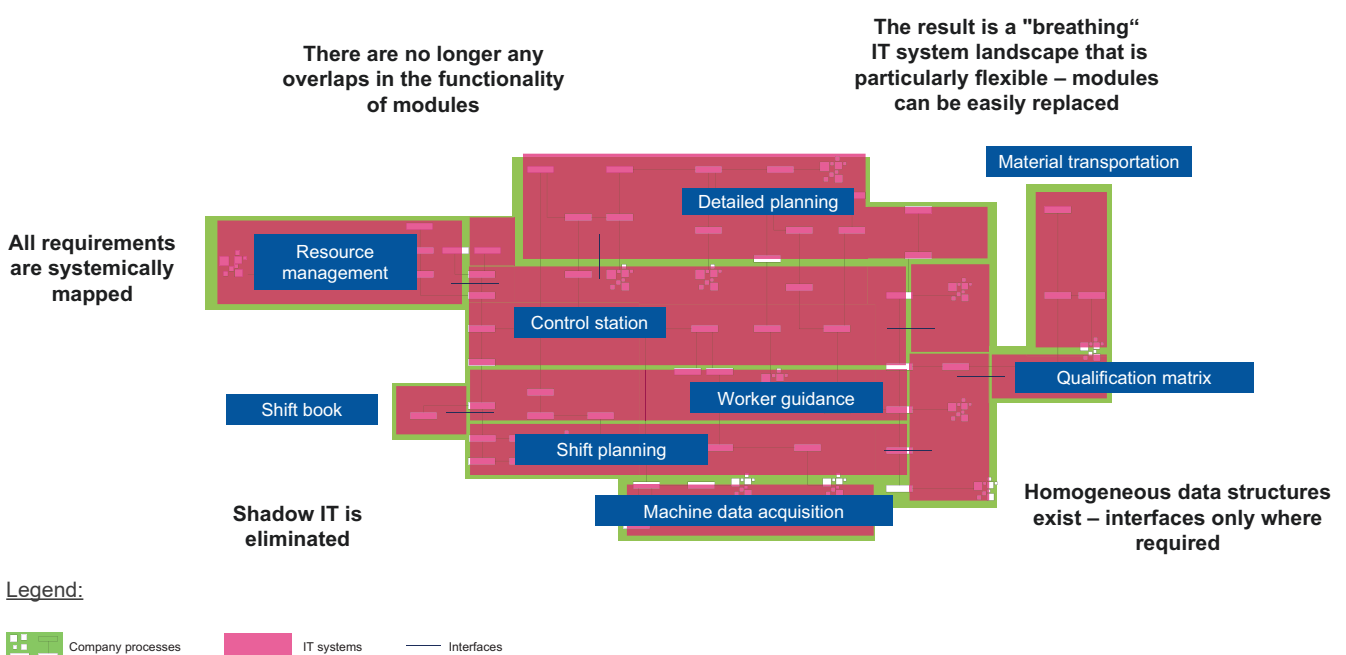 The result is a "breathing“
IT system landscape that is
particularly flexible – modules
can be easily replaced
There are no longer any
overlaps in the functionality
of modules
Material transportation
Detailed planning
All requirements
are systemically
mapped
Resource
management
Control station
Qualification matrix
Worker guidance
Shift book
Shift planning
Machine data acquisition
Shadow IT is
eliminated
Homogeneous data structures
exist – interfaces only where
required
Legend:
Company processes
IT systems
Interfaces